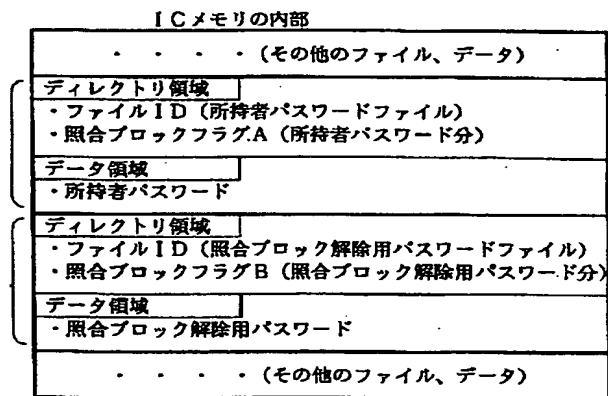 ICメモリの内部
・ ・ ・ ・(その他のファイル、データ)
ディレクトリ領域
・ファイルID(所持者パスワードファイル)
・照合ブロックフラグA(所持者パスワード分)
データ領域
・所持者パスワード
ディレクトリ領域
・ファイルID(照合ブロック解除用パスワードファイル)
・照合ブロックフラグB(照合ブロック解除用パスワード分)
データ領域
・照合ブロック解除用パスワード
・ ・ ・ ・(その他のファイル、データ)